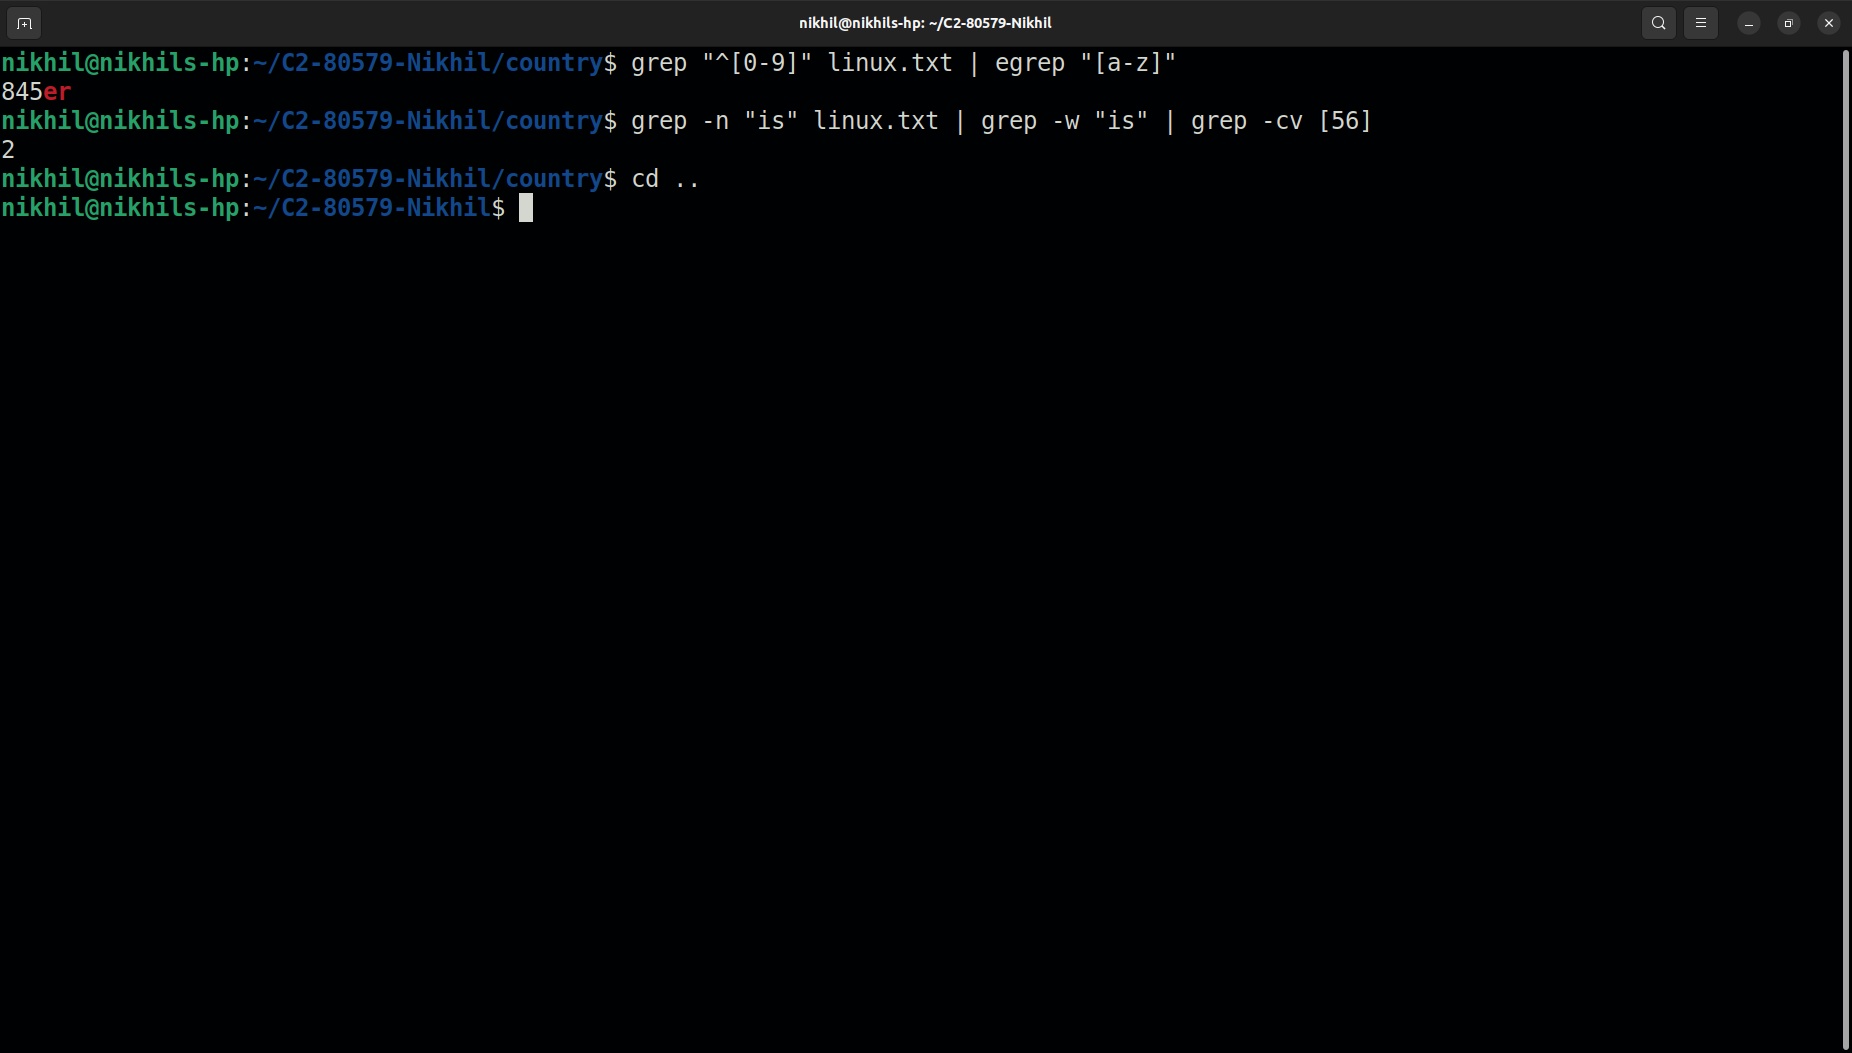 nikhil@nikhils-hp: ~/C2-80579-Nikhil
nikhil@nikhils-hp:~/C2-80579-Nikhil/country$ grep "^[0-9]" linux.txt | egrep "[a-z]"
845er
nikhil@nikhils-hp:~/C2-80579-Nikhil/country$ grep -n "is" linux.txt | grep -w "is" | grep -cv [56]
2
nikhil@nikhils-hp:~/C2-80579-Nikhil/country$ cd ..
nikhil@nikhils-hp:~/C2-80579-Nikhil$